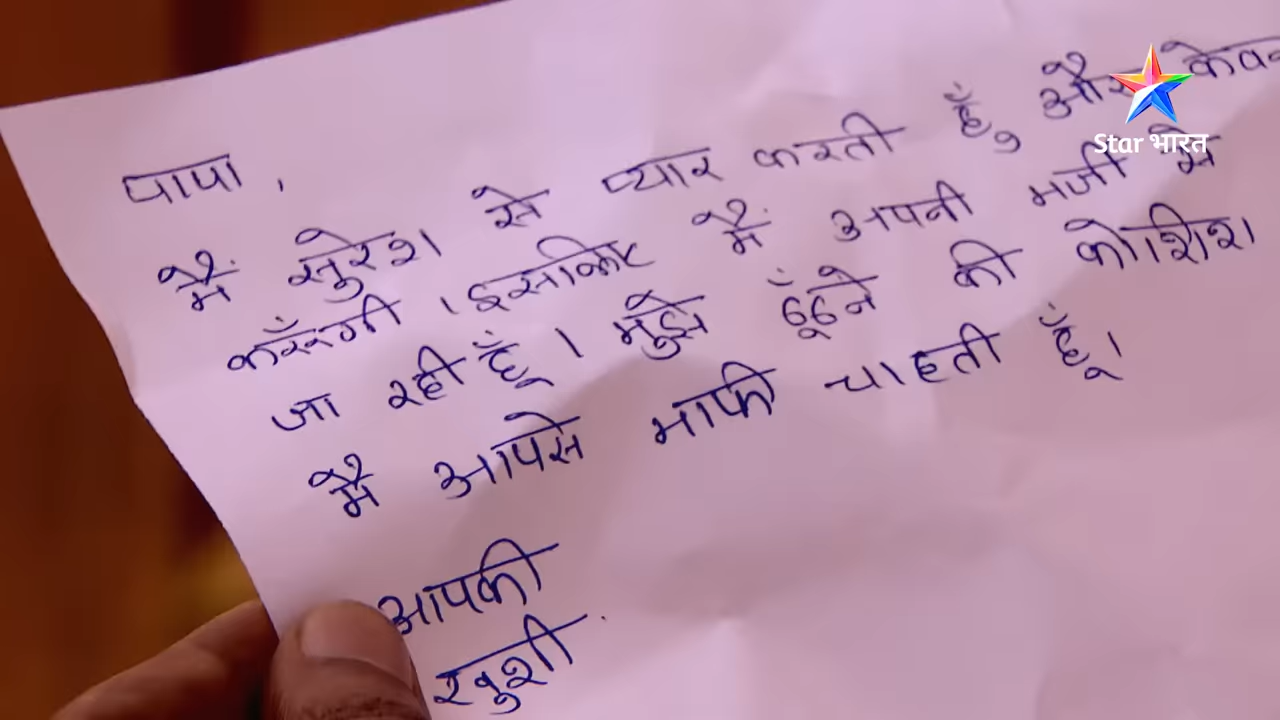 पापा,
मैं सुरेश से प्यार करती हूँ, और
करूँगी । इसलिए मैं अपनी मर्जी से
जा रही हूँ । मुझे ढूंढने की कोशिश
मैं आपसे माफी चाहती हूँ।
आपकी
खुशी
Star भारत